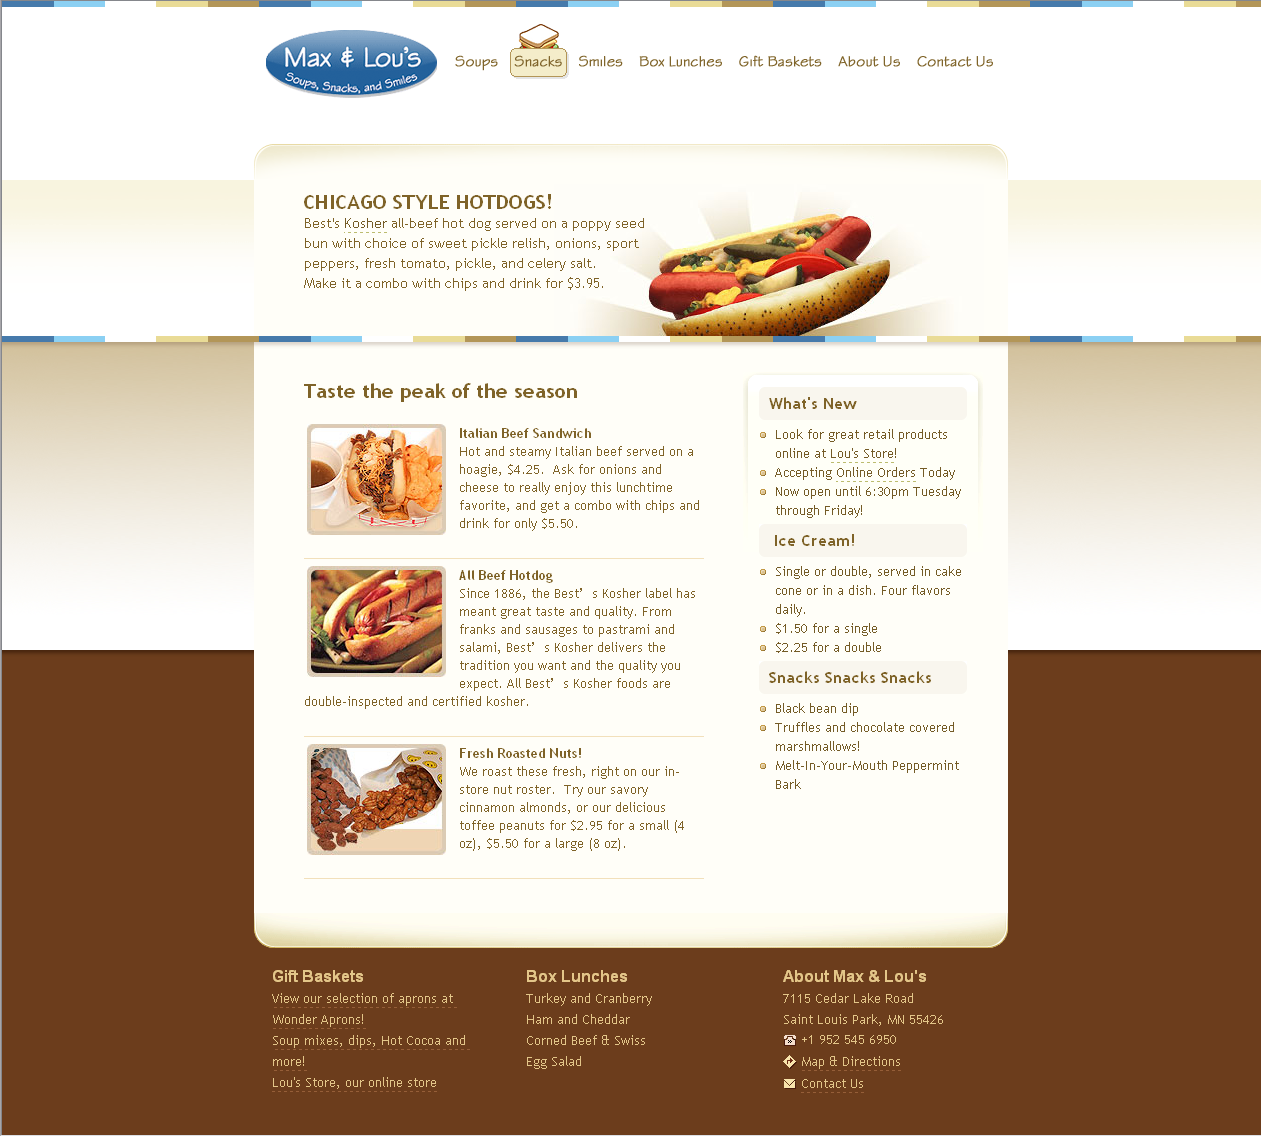 Max & Lou's
Soups, Snacks, and Smiles
Soups
Snacks
Smiles
Box Lunches
Gift Baskets
About Us
Contact Us
CHICAGO STYLE HOTDOGS!
Best's Kosher all-beef hot dog served on a poppy seed
bun with choice of sweet pickle relish, onions, sport
peppers, fresh tomato, pickle, and celery salt.
Make it a combo with chips and drink for $3.95.
Taste the peak of the season
Italian Beef Sandwich
Hot and steamy Italian beef served on a
hoagie, $4.25.  Ask for onions and
cheese to really enjoy this lunchtime
favorite, and get a combo with chips and
drink for only $5.50.
All Beef Hotdog
Since 1886, the Best’s Kosher label has
meant great taste and quality. From
franks and sausages to pastrami and
salami, Best’s Kosher delivers the
tradition you want and the quality you
expect. All Best’s Kosher foods are
double-inspected and certified kosher.
Fresh Roasted Nuts!
We roast these fresh, right on our in-
store nut roster.  Try our savory
cinnamon almonds, or our delicious
toffee peanuts for $2.95 for a small (4
oz), $5.50 for a large (8 oz).
What's New
Look for great retail products
online at Lou's Store!
Accepting Online Orders Today
Now open until 6:30pm Tuesday
through Friday!
Ice Cream!
Single or double, served in cake
cone or in a dish. Four flavors
daily.
$1.50 for a single
$2.25 for a double
Snacks Snacks Snacks
Black bean dip
Truffles and chocolate covered
marshmallows!
Melt-In-Your-Mouth Peppermint
Bark
Gift Baskets
View our selection of aprons at
Wonder Aprons!
Soup mixes, dips, Hot Cocoa and
more!
Lou's Store, our online store
Box Lunches
Turkey and Cranberry
Ham and Cheddar
Corned Beef & Swiss
Egg Salad
About Max & Lou's
7115 Cedar Lake Road
Saint Louis Park, MN 55426
+1 952 545 6950
Map & Directions
Contact Us